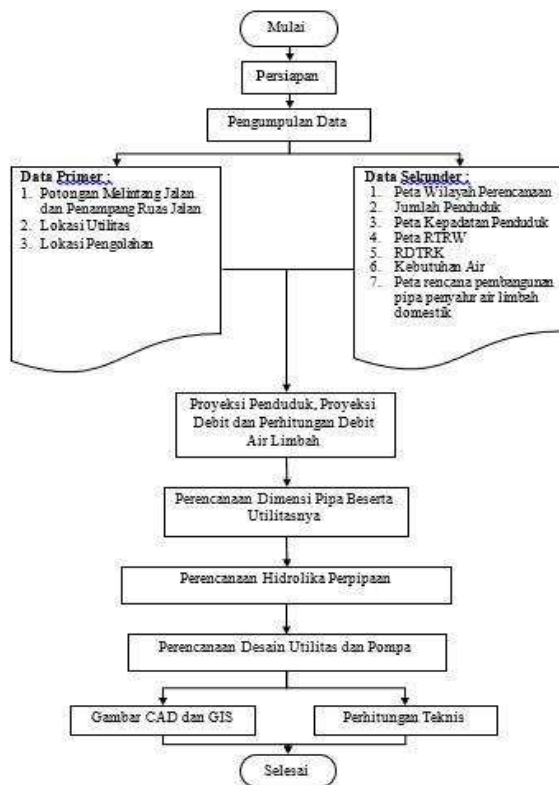 Mulai
Persiapan
Pengumpulan Data
Data Primer :
1. Potongan Melintang Jalan
dan Penampang Ruas Jalan
2. Lokasi Utilitas
3. Lokasi Pengolahan
Data Sekunder :
1. Peta Wilayah Perencanaan
2. Jumlah Penduduk
3. Peta Kepadatan Penduduk
4. Peta RTRW
5. RDTRK
6. Kebutuhan Air
7. Peta rencana pembangunan
pipa penyalur air limbah
domestik
Proyeksi Penduduk, Proyeksi
Debit dan Perhitungan Debit
Air Limbah
Perencanaan Dimensi Pipa Beserta
Utilitasnya
Perencanaan Hidrolika Perpipaan
Perencanaan Desain Utilitas dan Pompa
Gambar CAD dan GIS
Perhitungan Teknis
Selesai